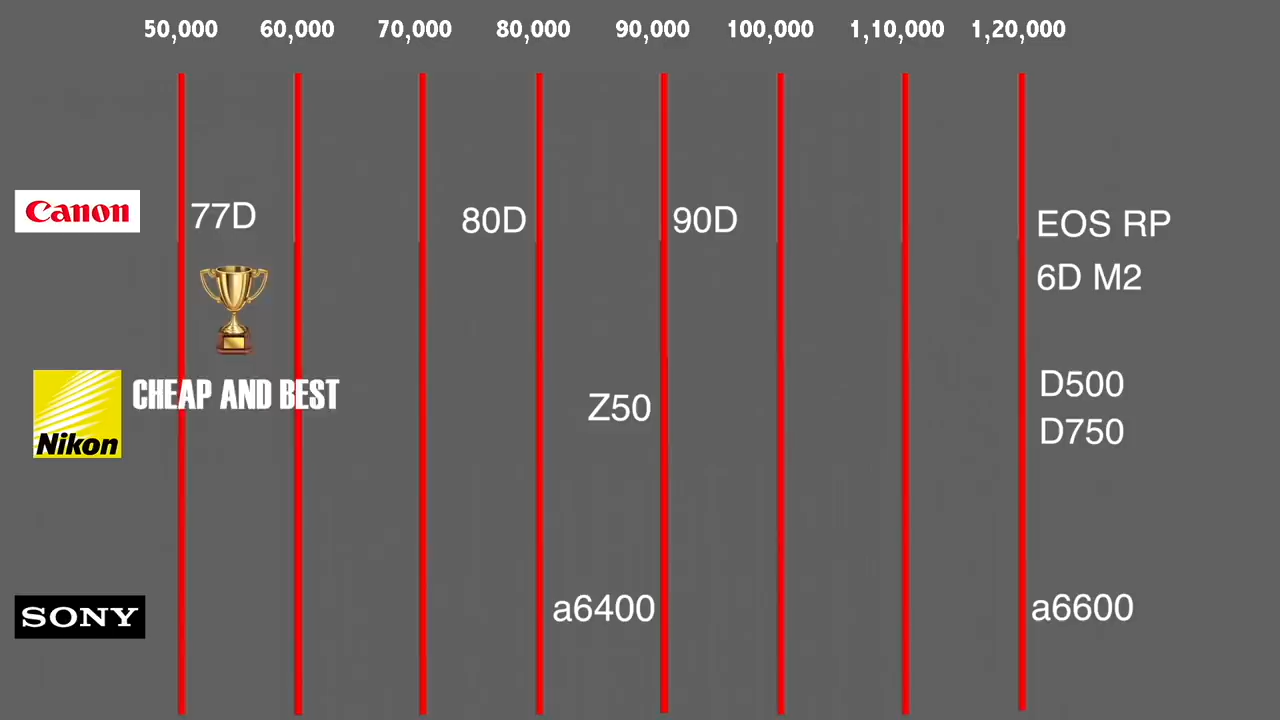 50,000 60,000 70,000 80,000 90,000 100,000 1,10,000 1,20,000
Canon 77D 80D 90D EOS RP
6D M2
Nikon CHEAP AND BEST Z50 D500
D750
SONY a6400 a6600